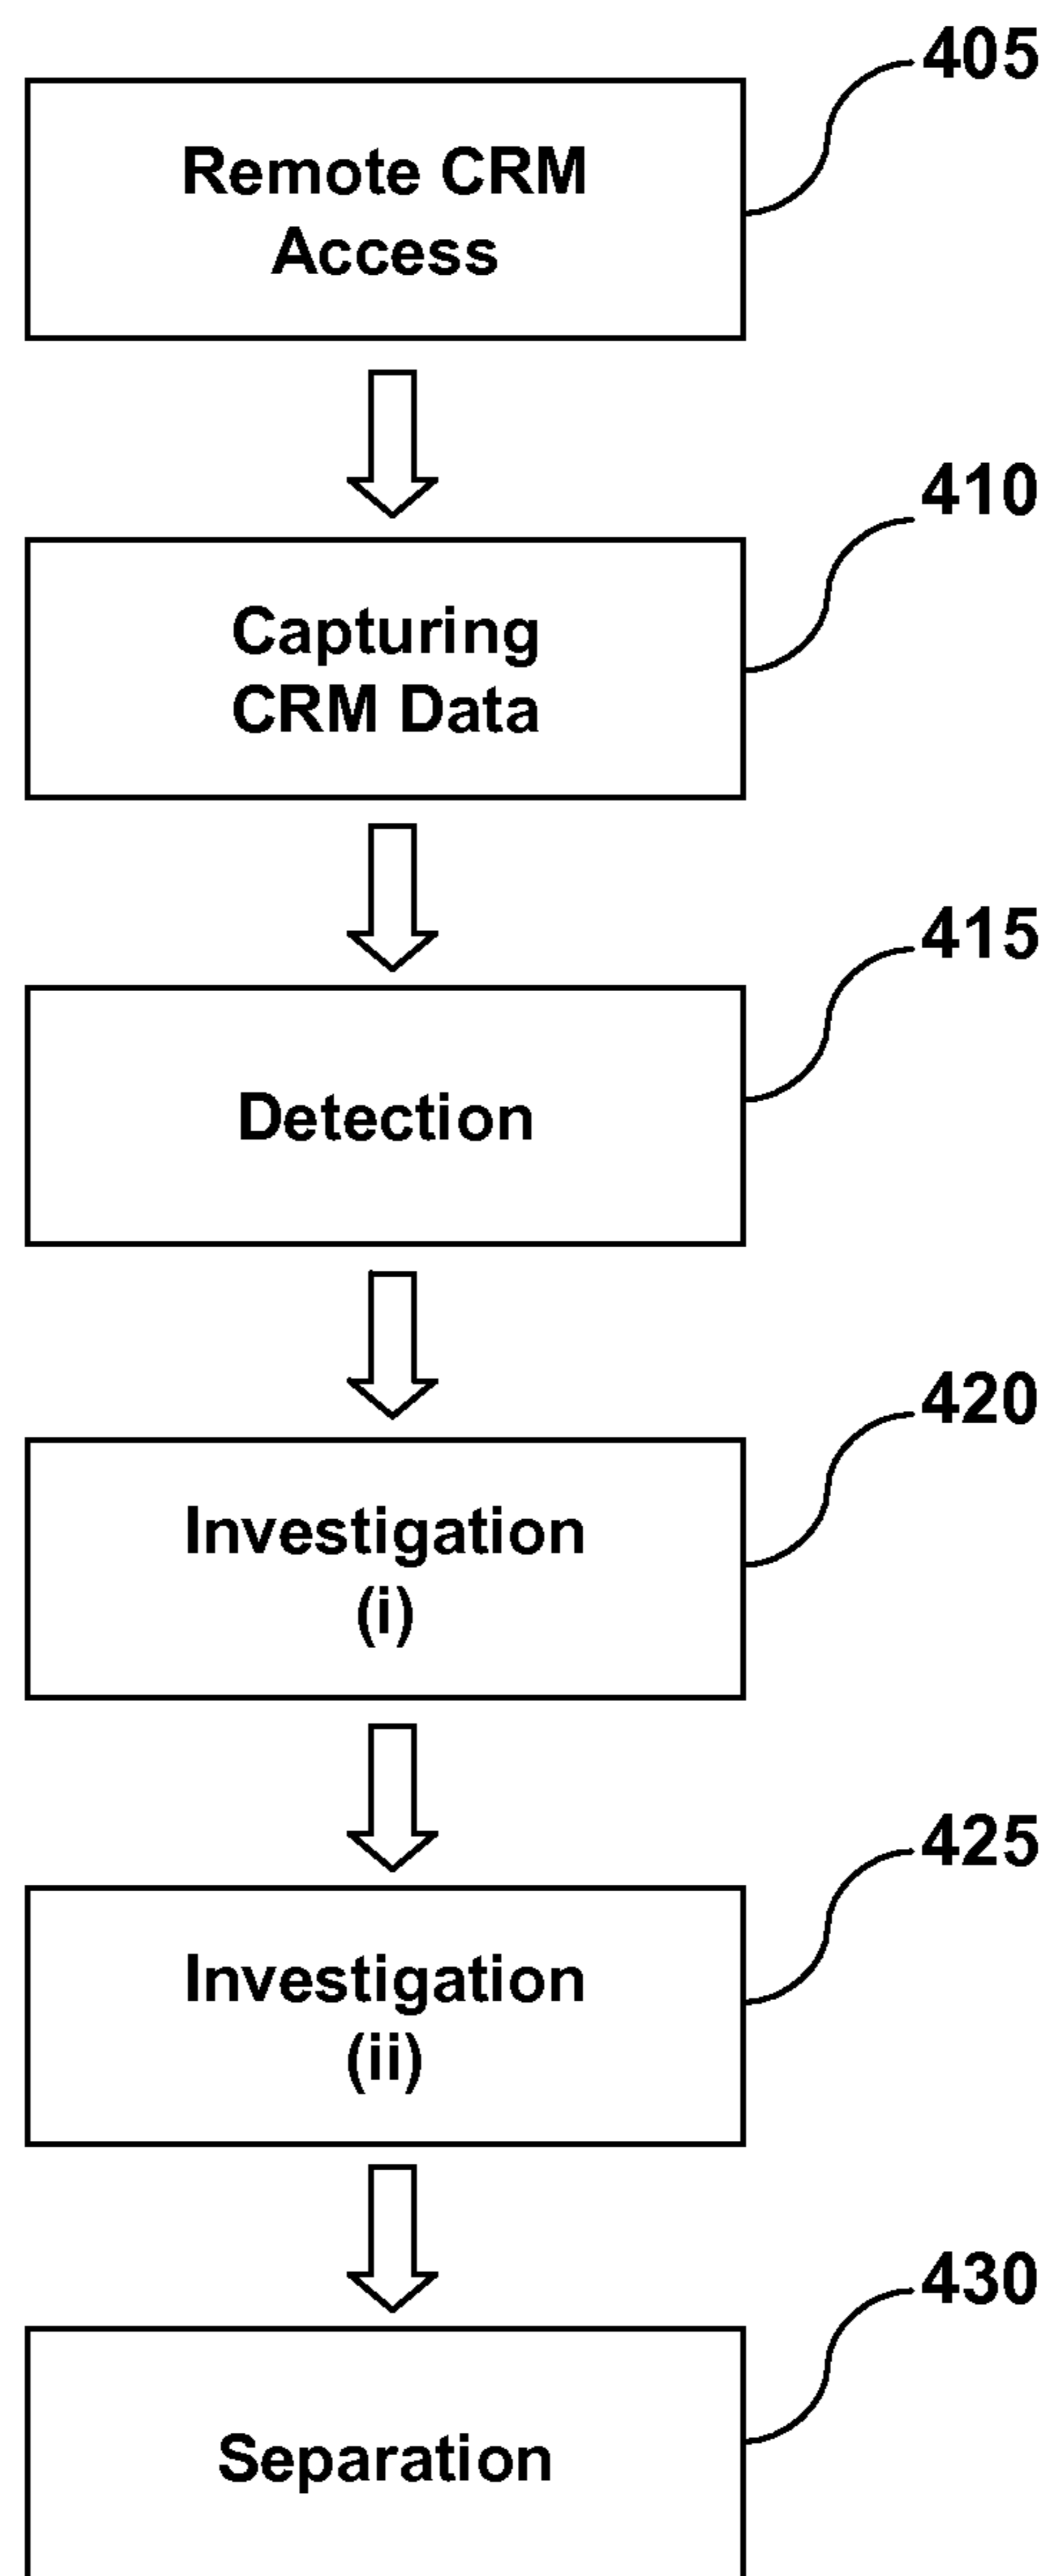 405
Remote CRM
Access
410
Capturing
CRM Data
415
Detection
420
Investigation
(i)
425
Investigation
(ii)
430
Separation